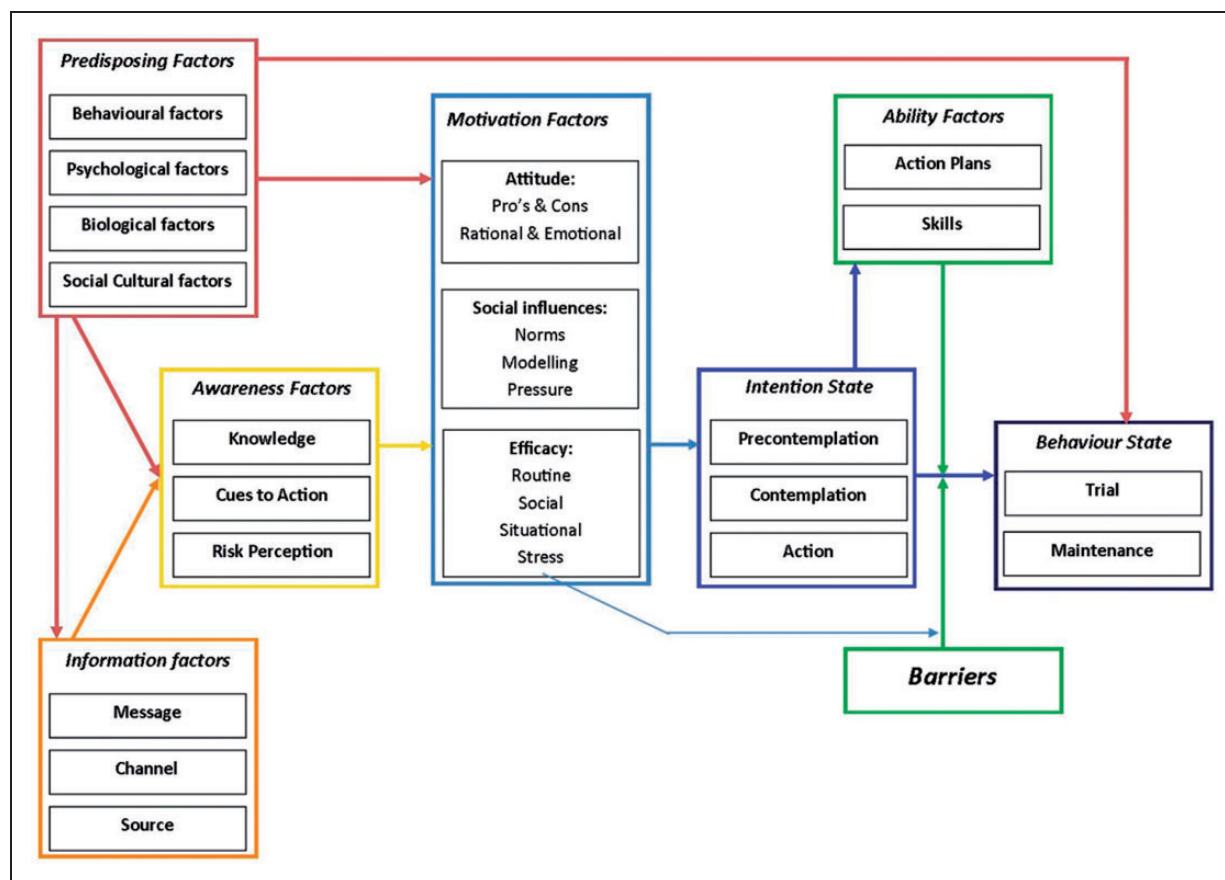 Predisposing Factors
Behavioural factors
Psychological factors
Biological factors
Social Cultural factors
Awareness Factors
Knowledge
Cues to Action
Risk Perception
Information factors
Message
Channel
Source
Motivation Factors
Attitude:
Pro's & Cons
Rational & Emotional
Social influences:
Norms
Modelling
Pressure
Efficacy:
Routine
Social
Situational
Stress
Intention State
Precontemplation
Contemplation
Action
Ability Factors
Action Plans
Skills
Barriers
Behaviour State
Trial
Maintenance